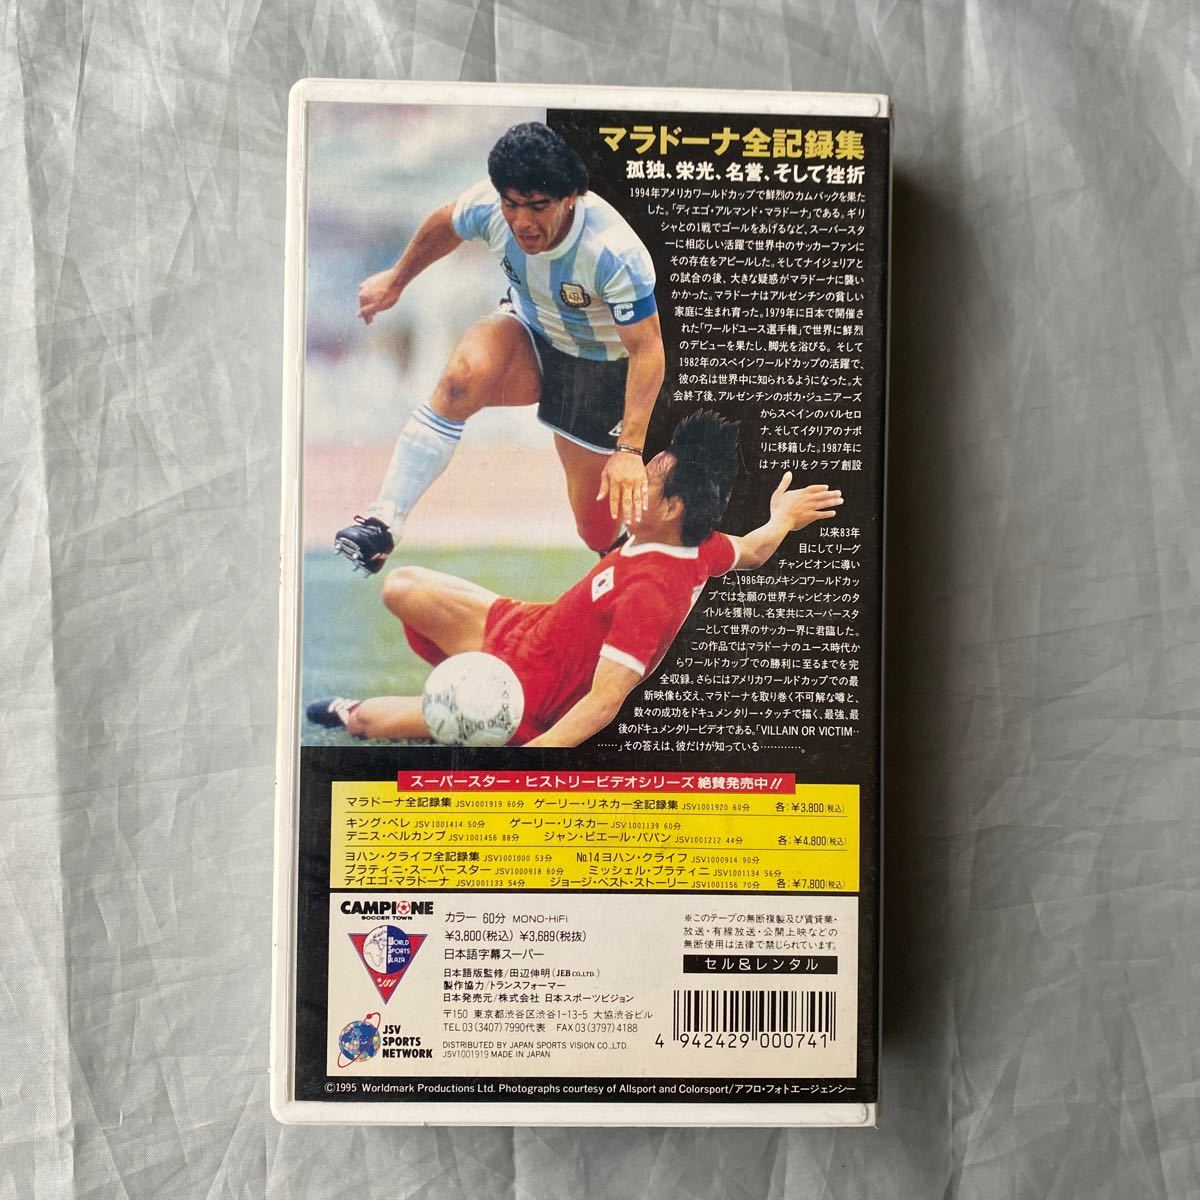 マラドーナ全記録集
孤独、栄光、名誉、そして挫折
1994年アメリカワールドカップで鮮烈のカムバックを果た
した。「ディエゴ・アルマンド・マラドーナ」である。ギリ
シャとの1戦でゴールをあげるなど、スーパースタ
ーに相応しい活躍で世界中のサッカーファンに
その存在をアピールした。そしてナイジェリアと
の試合の後、大きな疑惑がマラドーナに襲い
かかった。マラドーナはアルゼンチンの貧しい
家庭に生まれ育った。1979年に日本で開催さ
れた「ワールドユース選手権」で世界に鮮烈
のデビューを果たし、脚光を浴びる。そして
1982年のスペインワールドカップの活躍で、
彼の名は世界中に知られるようになった。大
会終了後、アルゼンチンのボカ・ジュニアーズ
からスペインのバルセロ
ナ、そしてイタリアのナポ
リに移籍した。1987年に
はナポリをクラブ創設
以来83年
目にしてリーグ
チャンピオンに導い
た。1986年のメキシコワールドカッ
プでは念願の世界チャンピオンのタ
イトルを獲得し、名実共にスーパースタ
ーとして世界のサッカー界に君臨した。
この作品ではマラドーナのユース時代か
らワールドカップでの勝利に至るまでを完
全収録。さらにはアメリカワールドカップでの最
新映像も交え、マラドーナを取り巻く不可解な噂と、
数々の成功をドキュメンタリー・タッチで描く、最強、最
後のドキュメンタリービデオである。「VILLAIN OR VICTIM‥
……」その答えは、彼だけが知っている…………。
スーパースター・ヒストリービデオシリーズ 絶賛発売中!!
マラドーナ全記録集 JSV1001919 60分 ゲーリー・リネカー全記録集 JSV1001920 60分 各:¥3,800(税込)
キング・ペレ JSV1001414 50分 ゲーリー・リネカー JSV1001139 60分
デニス・ベルカンプ JSV1001456 88分 ジャン・ピエール・パパン JSV1001212 44分 各:¥4,800(税込)
ヨハン・クライフ全記録集 JSV1001000 53分 No.14ヨハン・クライフ JSV1000914 90分
プラティニ・スーパースター JSV1000918 60分 ミッシェル・プラティニ JSV1001134 56分
ディエゴ・マラドーナ JSV1001133 54分 ジョージ・ベスト・ストーリー JSV1001156 70分 各:¥7,800(税込)
CAMPIONE
SOCCER TOWN
WORLD
SPORTS
PLAZA
JSV
JSV
SPORTS
NETWORK
カラー 60分 MONO-HiFi
¥3,800(税込) ¥3,689(税抜)
日本語字幕スーパー
日本語版監修/田辺伸明(JEB CO.,LTD.)
製作協力/トランスフォーマー
日本発売元/株式会社 日本スポーツビジョン
〒150 東京都渋谷区渋谷1-13-5 大協渋谷ビル
TEL 03(3407)7990代表 FAX 03(3797)4188
DISTRIBUTED BY JAPAN SPORTS VISION CO.,LTD.
JSV1001919 MADE IN JAPAN
※このテープの無断複製及び賃貸業・
放送・有線放送・公開上映などの
無断使用は法律で禁じられています。
セル&レンタル
4 942429 000741
©1995 Worldmark Productions Ltd. Photographs courtesy of Allsport and Colorsport/アフロ・フォトエージェンシー